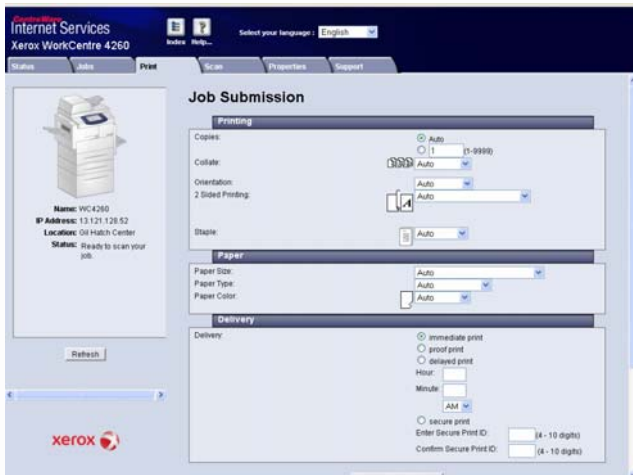 CentreWare
Internet Services
Xerox WorkCentre 4260
Index Help...
Select your language : English
Status Jobs Print Scan Properties Support
Name: WC4260
IP Address: 13.121.128.52
Location: Gil Hatch Center
Status: Ready to scan your
job.
Refresh
xerox
Job Submission
Printing
Copies: Auto
1 (1-9999)
Collate: Auto
Orientation: Auto
2 Sided Printing: Auto
Staple: Auto
Paper
Paper Size: Auto
Paper Type: Auto
Paper Color: Auto
Delivery
Delivery immediate print
proof print
delayed print
Hour:
Minute:
AM
secure print
Enter Secure Print ID: (4 - 10 digits)
Confirm Secure Print ID: (4 - 10 digits)